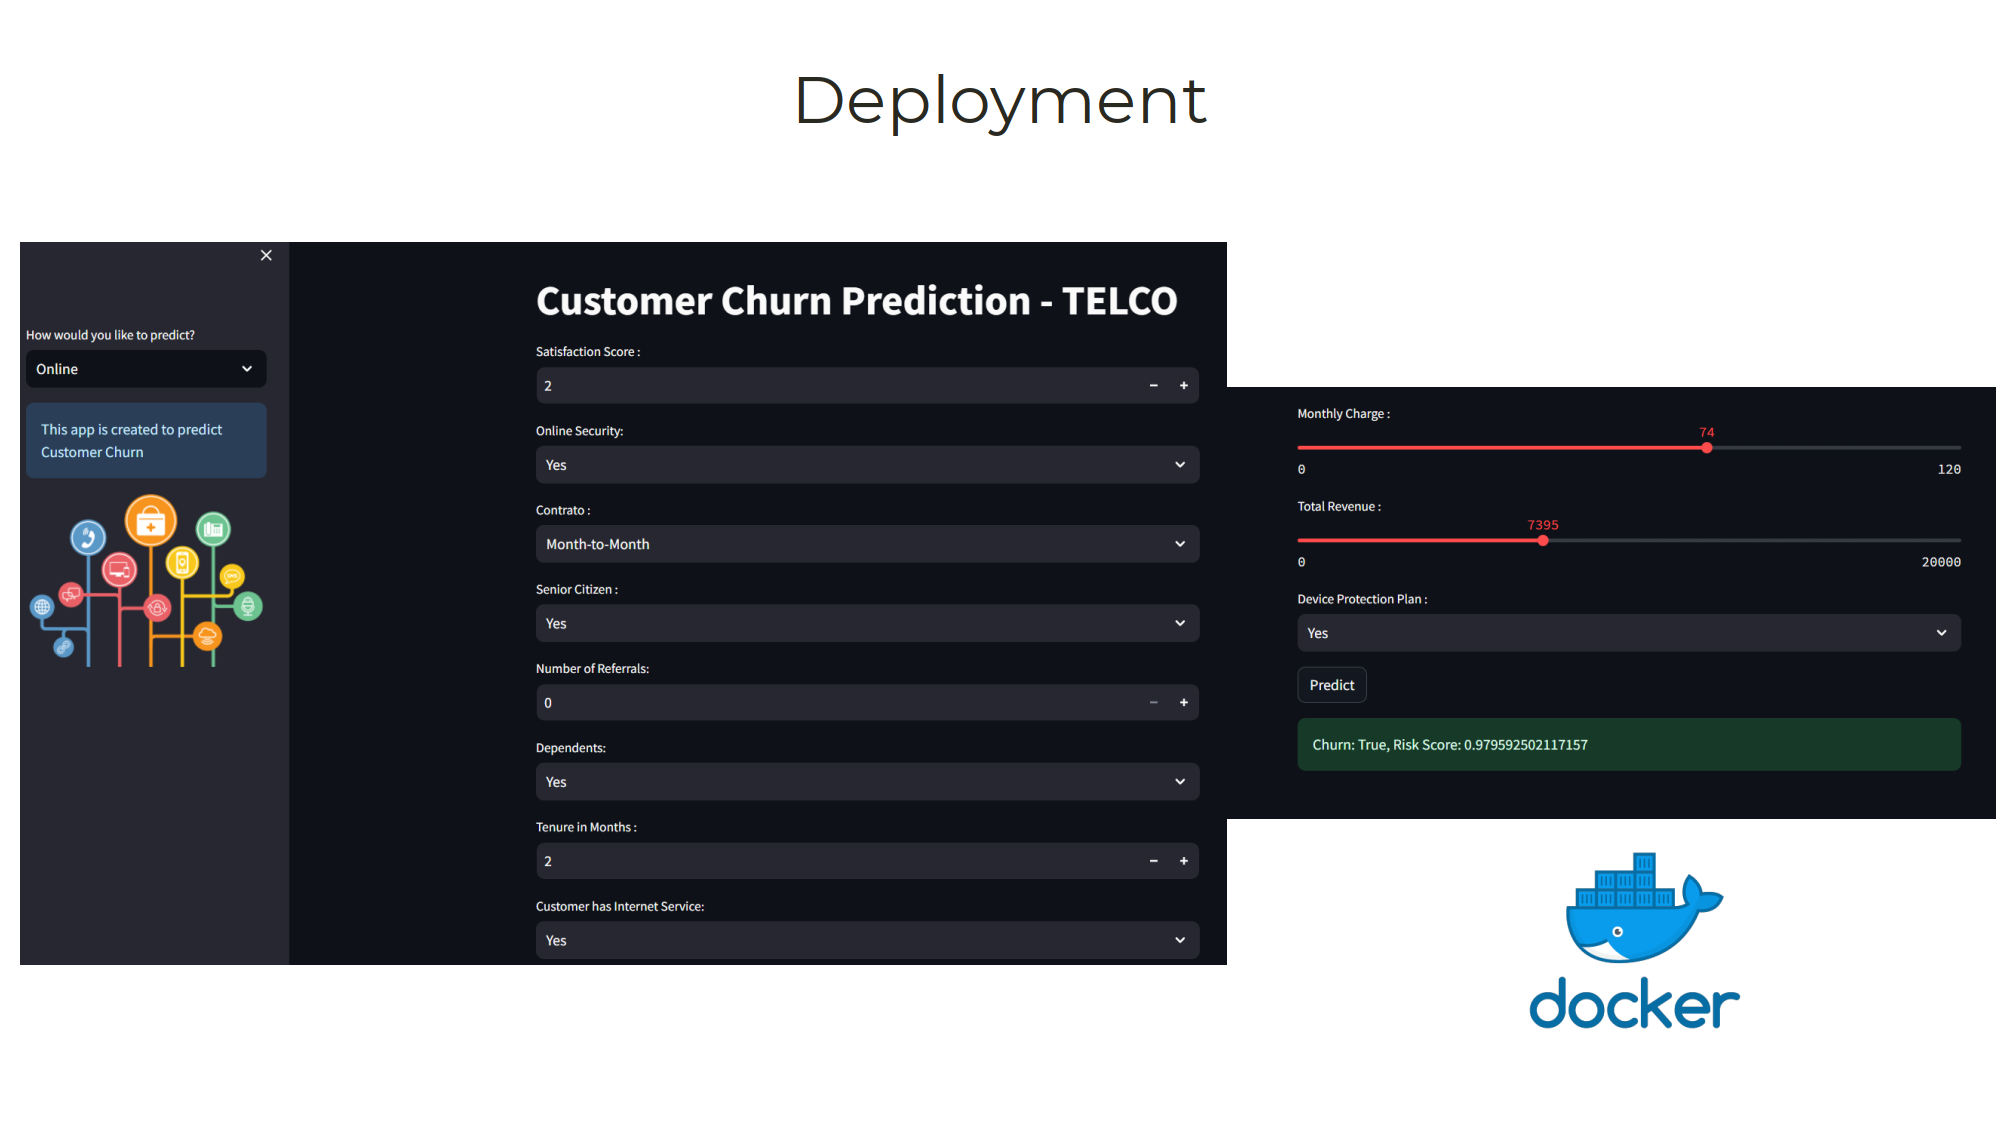 Deployment
How would you like to predict?
Online
This app is created to predict
Customer Churn
Customer Churn Prediction - TELCO
Satisfaction Score :
2
Online Security:
Yes
Contrato :
Month-to-Month
Senior Citizen :
Yes
Number of Referrals:
0
Dependents:
Yes
Tenure in Months :
2
Customer has Internet Service:
Yes
Monthly Charge :
74
0 120
Total Revenue :
7395
0 20000
Device Protection Plan :
Yes
Predict
Churn: True, Risk Score: 0.979592502117157
docker